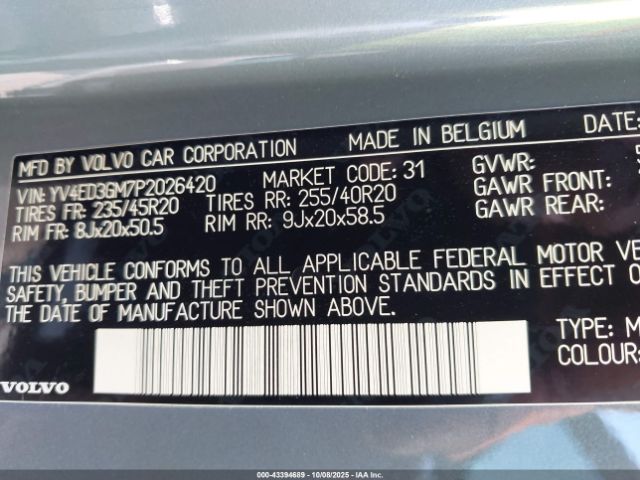 MFD BY VOLVO CAR CORPORATION MADE IN BELGIUM DATE:
VIN: YV4ED3GM7P2026420 MARKET CODE: 31 GVWR:
TIRES FR: 235/45R20 TIRES RR: 255/40R20 GAWR FRONT:
RIM FR: 8Jx20x50.5 RIM RR: 9Jx20x58.5 GAWR REAR:
THIS VEHICLE CONFORMS TO ALL APPLICABLE FEDERAL MOTOR
SAFETY, BUMPER AND THEFT PREVENTION STANDARDS IN EFFECT
THE DATE OF MANUFACTURE SHOWN ABOVE.
TYPE:
COLOUR:
VOLVO
000-43394689 | 10/08/2025 - IAA Inc.